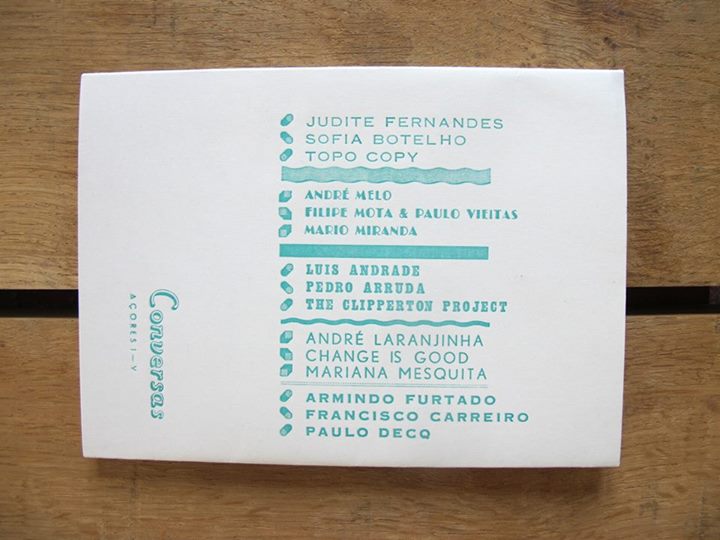 JUDITE FERNANDES
SOFIA BOTELHO
TOPO COPY
ANDRÉ MELO
FILIPE MOTA & PAULO VIEITAS
MARIO MIRANDA
LUIS ANDRADE
PEDRO ARRUDA
THE CLIPPERTON PROJECT
ANDRÉ LARANJINHA
CHANGE IS GOOD
MARIANA MESQUITA
ARMINDO FURTADO
FRANCISCO CARREIRO
PAULO DECQ
Conversas
AÇORES I–V